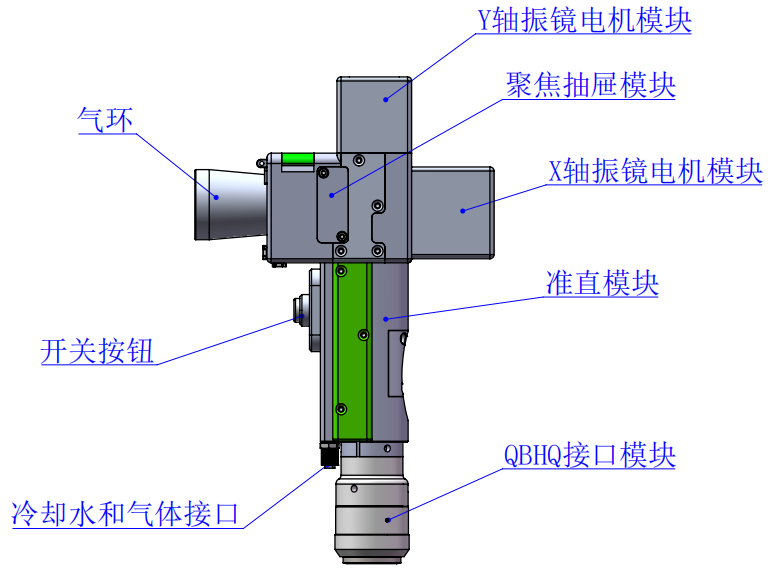 Y轴振镜电机模块
聚焦抽屉模块
气环
X轴振镜电机模块
准直模块
开关按钮
QBHQ接口模块
冷却水和气体接口